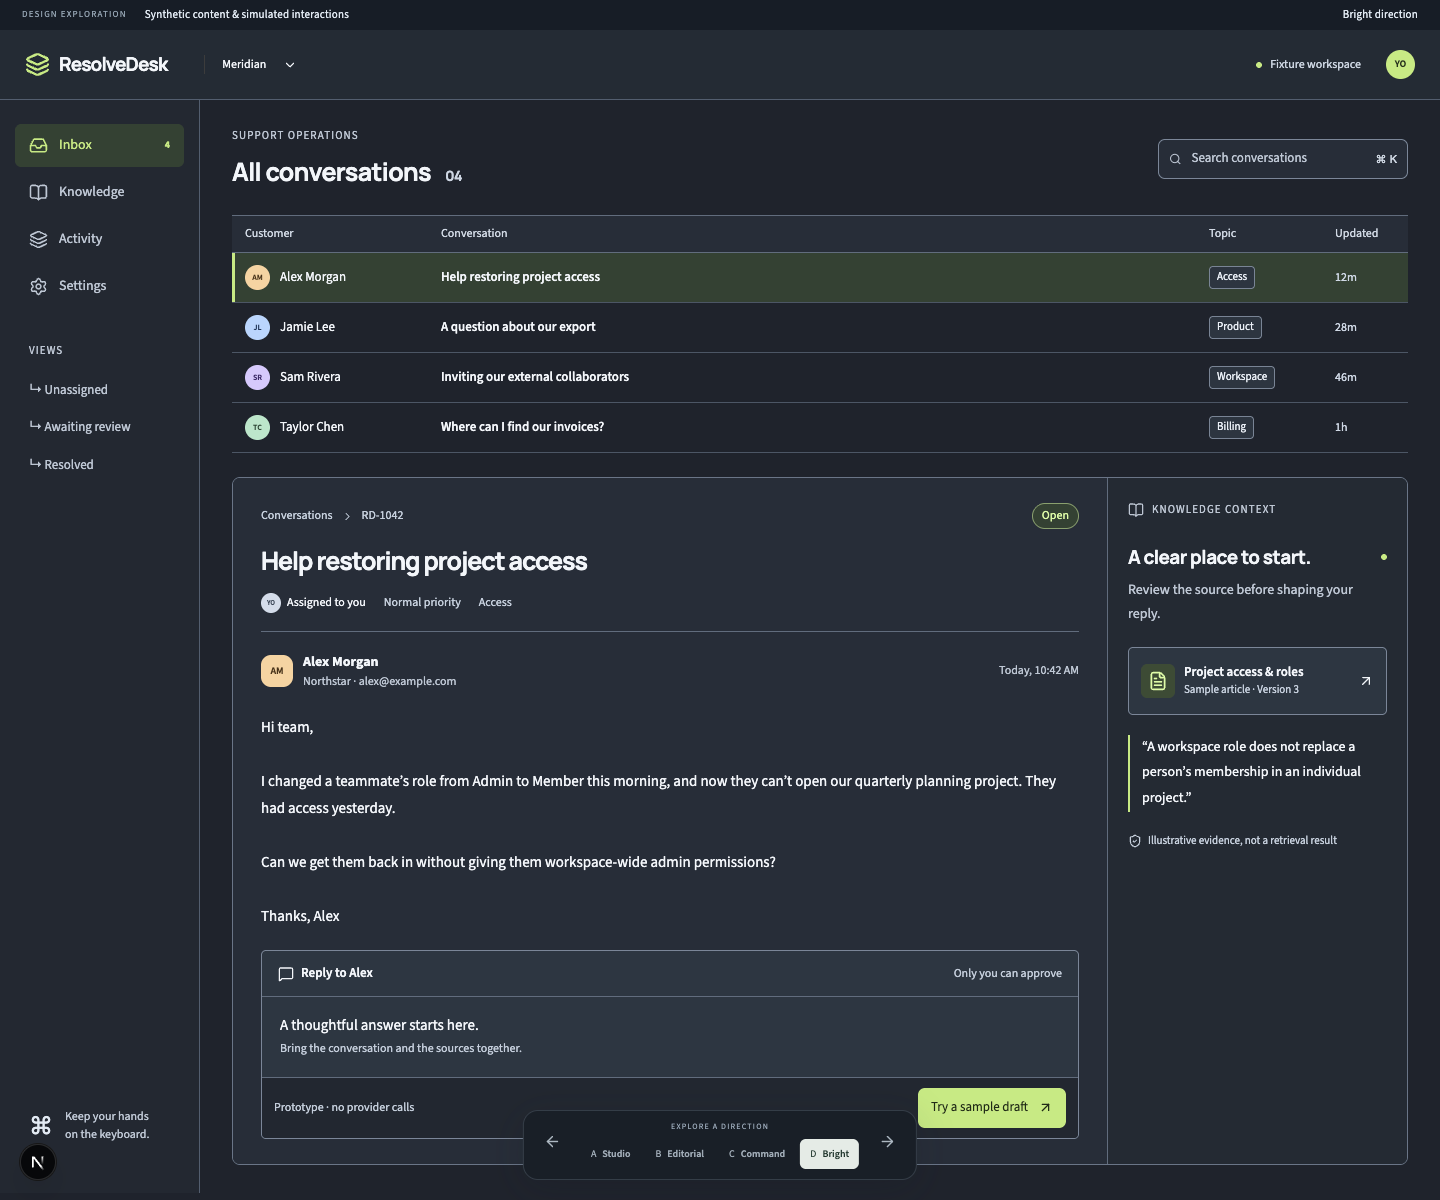 DESIGN EXPLORATION Synthetic content & simulated interactions Bright direction
ResolveDesk Meridian Fixture workspace YO
Inbox 4
Knowledge
Activity
Settings
VIEWS
Unassigned
Awaiting review
Resolved
Keep your hands
on the keyboard.
N
SUPPORT OPERATIONS
All conversations 04
Search conversations ⌘ K
Customer Conversation Topic Updated
AM Alex Morgan Help restoring project access Access 12m
JL Jamie Lee A question about our export Product 28m
SR Sam Rivera Inviting our external collaborators Workspace 46m
TC Taylor Chen Where can I find our invoices? Billing 1h
Conversations RD-1042 Open
Help restoring project access
YO Assigned to you Normal priority Access
AM Alex Morgan
Northstar · alex@example.com
Today, 10:42 AM
Hi team,
I changed a teammate’s role from Admin to Member this morning, and now they can’t open our quarterly planning project. They
had access yesterday.
Can we get them back in without giving them workspace-wide admin permissions?
Thanks, Alex
Reply to Alex Only you can approve
A thoughtful answer starts here.
Bring the conversation and the sources together.
Prototype · no provider calls Try a sample draft
KNOWLEDGE CONTEXT
A clear place to start.
Review the source before shaping your
reply.
Project access & roles
Sample article · Version 3
“A workspace role does not replace a
person’s membership in an individual
project.”
Illustrative evidence, not a retrieval result
EXPLORE A DIRECTION
A Studio B Editorial C Command D Bright